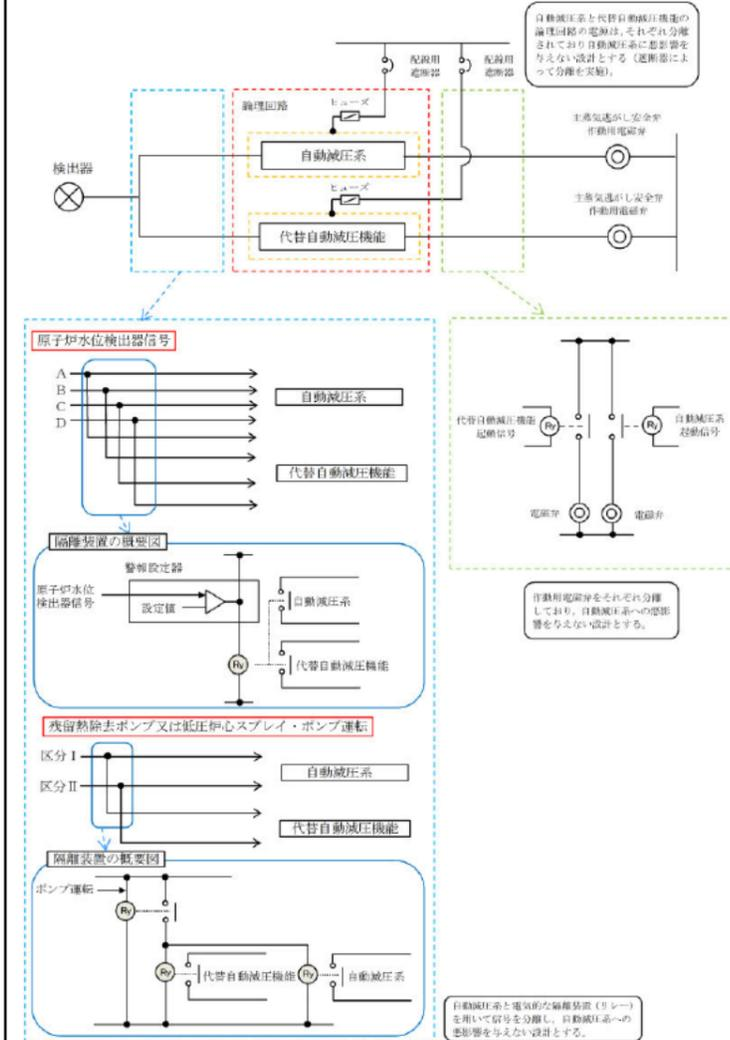 自動減圧系と代替自動減圧機能の
論理回路の電源は、それぞれ分離
されており自動減圧系に悪影響を
与えない設計とする（遮断器によ
って分離を実施）。
配線用
遮断器
配線用
遮断器
論理回路
ヒューズ
自動減圧系
主蒸気逃がし安全弁
作動用電磁弁
検出器
ヒューズ
代替自動減圧機能
主蒸気逃がし安全弁
作動用電磁弁
原子炉水位検出器信号
A
B
C
D
自動減圧系
代替自動減圧機能
隔離装置の概要図
警報設定器
原子炉水位
検出器信号
設定値
Ry
自動減圧系
代替自動減圧機能
残留熱除去ポンプ又は低圧炉心スプレイ・ポンプ運転
区分Ⅰ
区分Ⅱ
自動減圧系
代替自動減圧機能
隔離装置の概要図
ポンプ運転
Ry
Ry
代替自動減圧機能
Ry
自動減圧系
代替自動減圧機能
起動信号
Ry
Ry
自動減圧系
起動信号
電磁弁
電磁弁
作動用電磁弁をそれぞれ分離
しており、自動減圧系への悪影
響を与えない設計とする。
自動減圧系と電気的な隔離装置（リレー）
を用いて信号を分離し、自動減圧系への
悪影響を与えない設計とする。